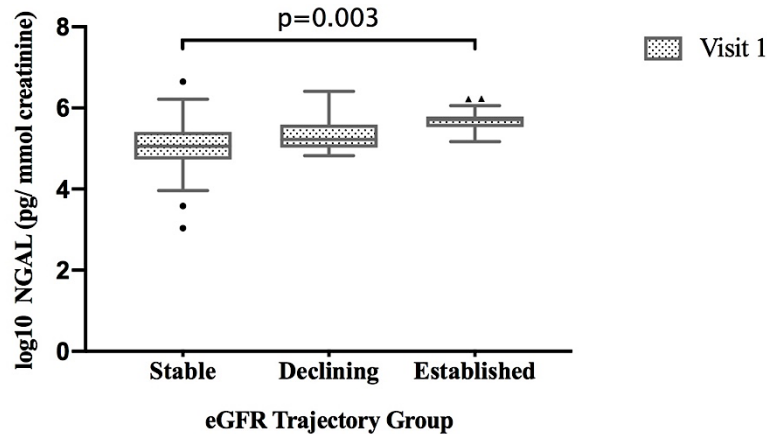 p=0.003
Visit 1
8
6
4
2
0
log10 NGAL (pg/ mmol creatinine)
Stable Declining Established
eGFR Trajectory Group